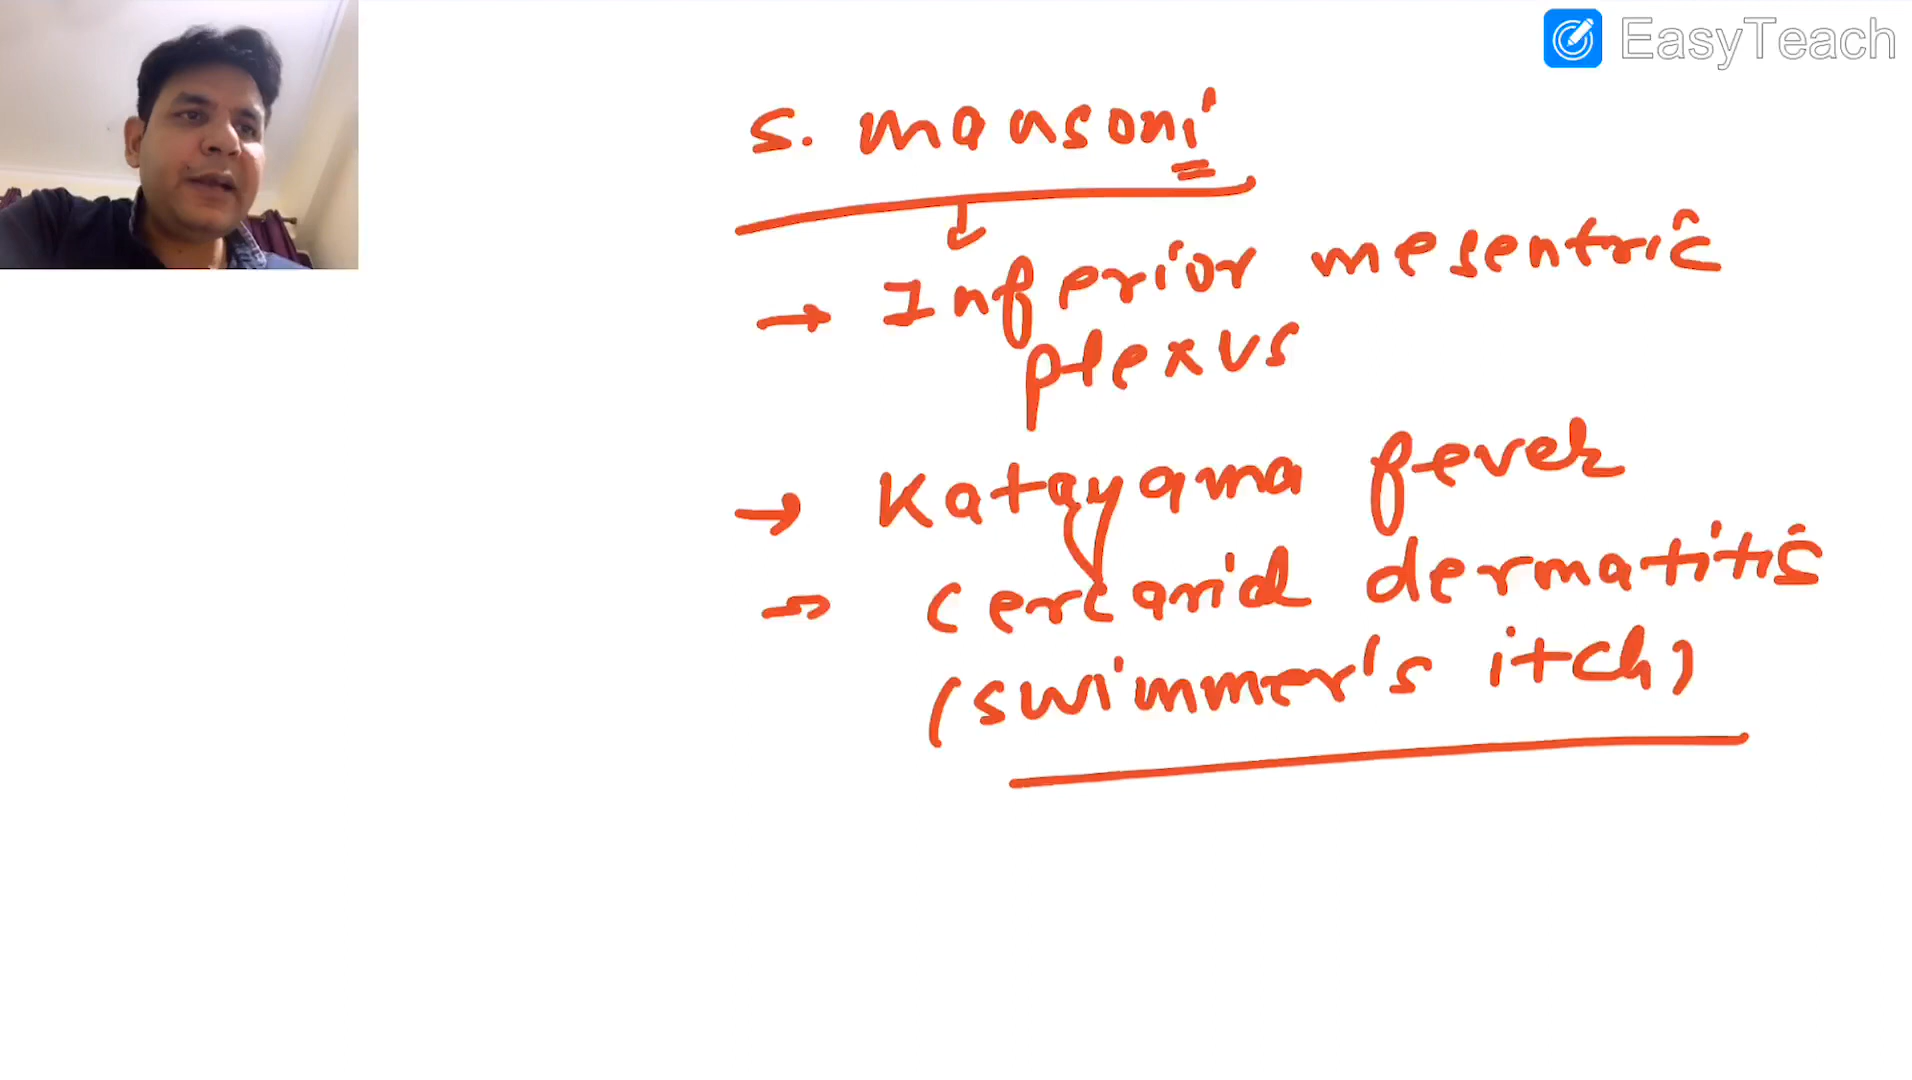 EasyTeach
S. mansoni
→ Inferior mesentric
plexus
→ Katayama fever
→ cercarial dermatitis
(swimmer's itch)